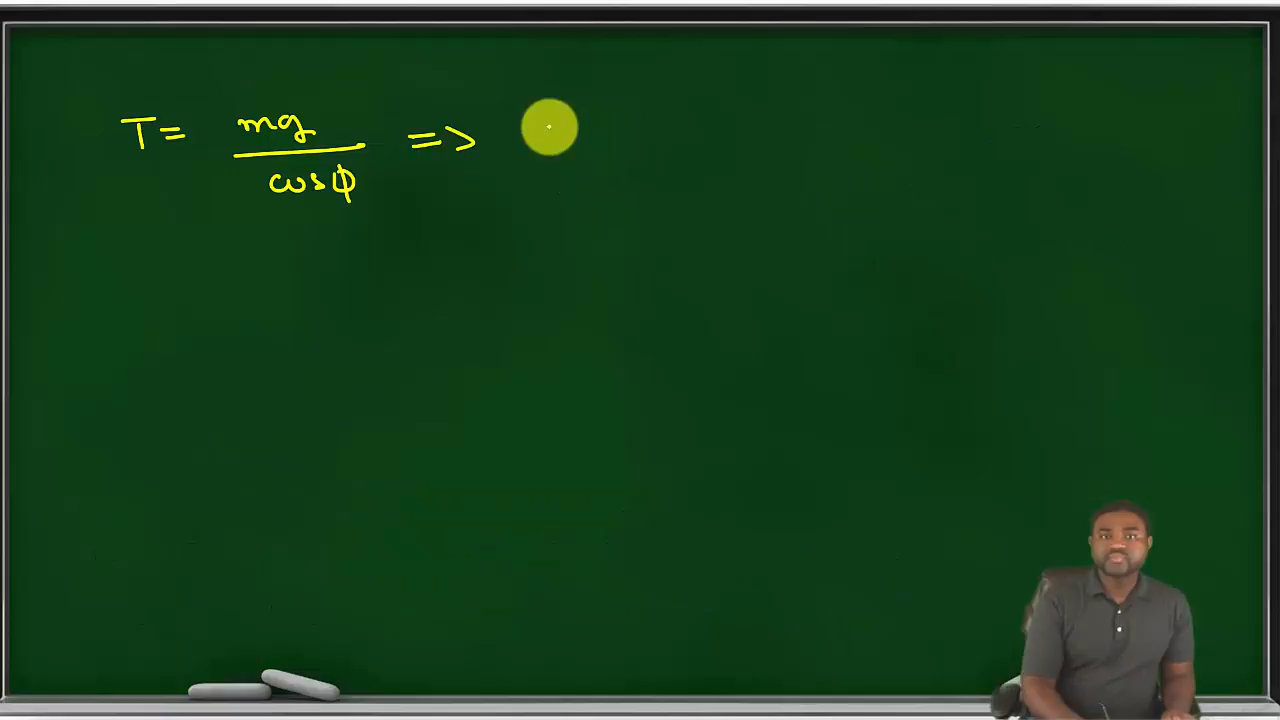 T = mg / cosϕ =>